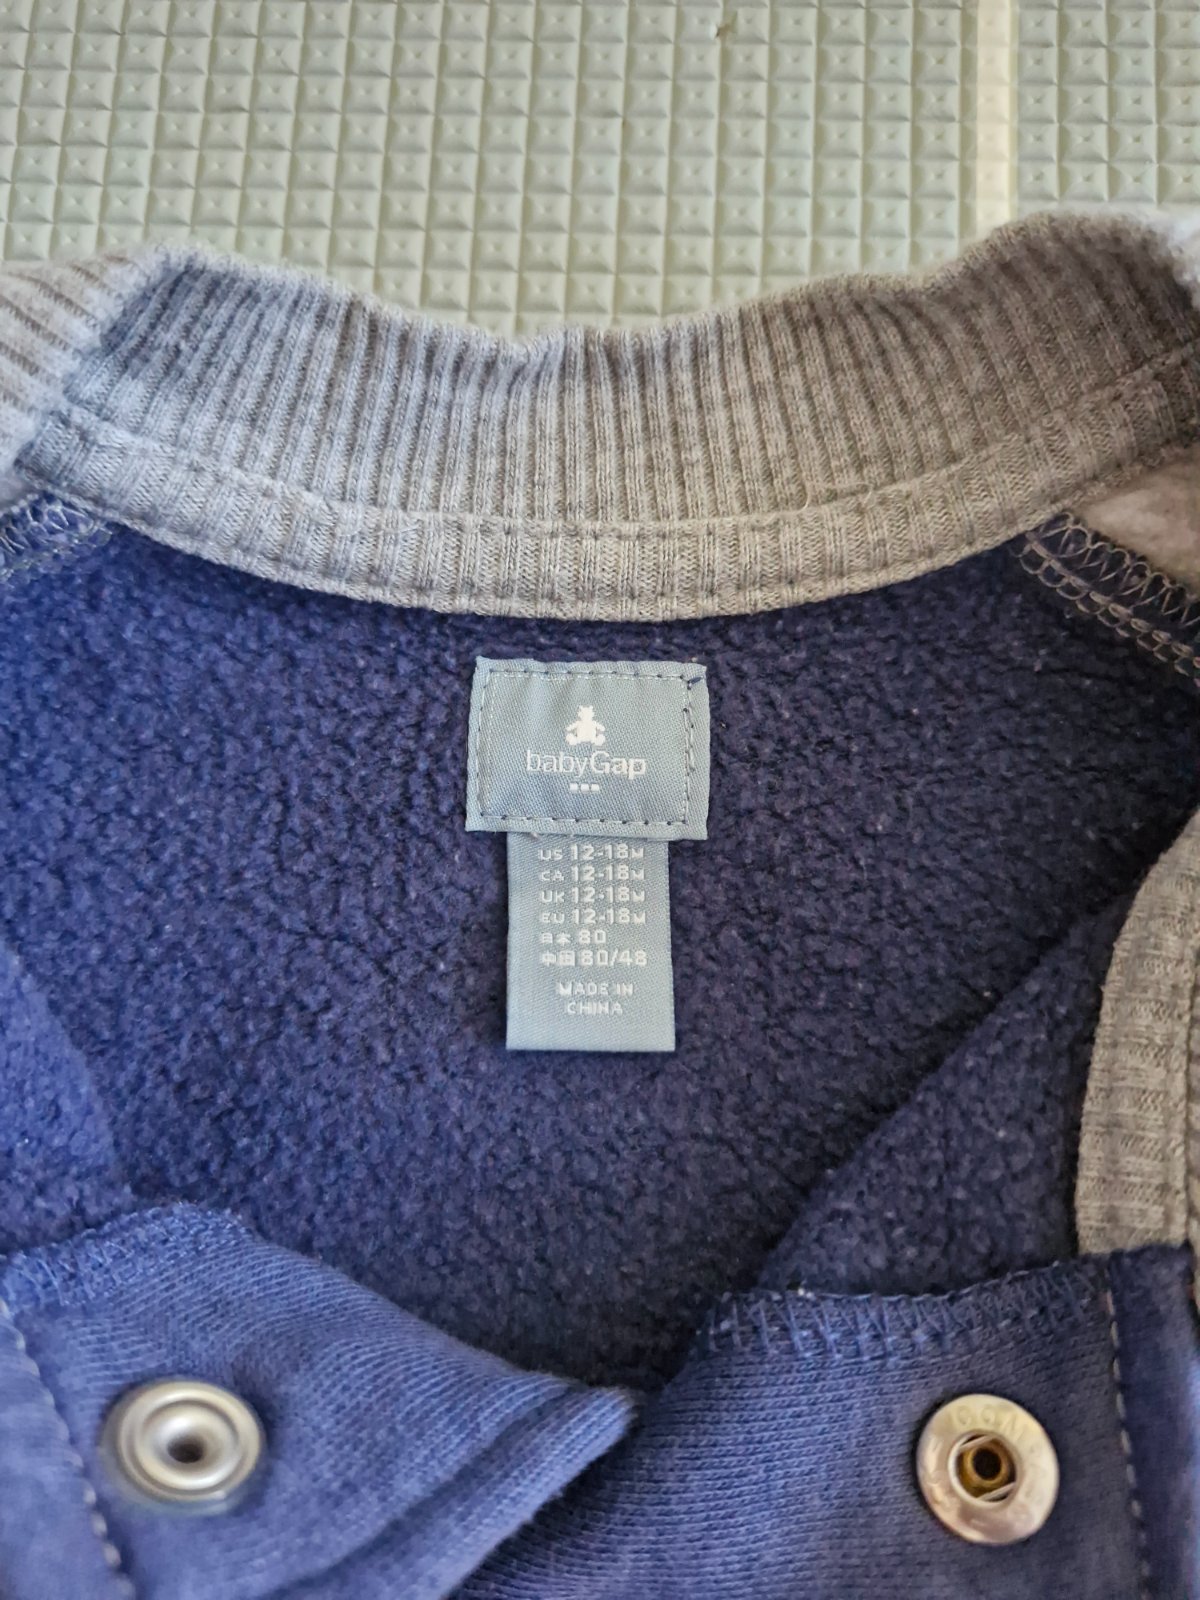 babyGap
US 12-18M
CA 12-18M
UK 12-18M
EU 12-18M
日本 80
中国 80/48
MADE IN
CHINA